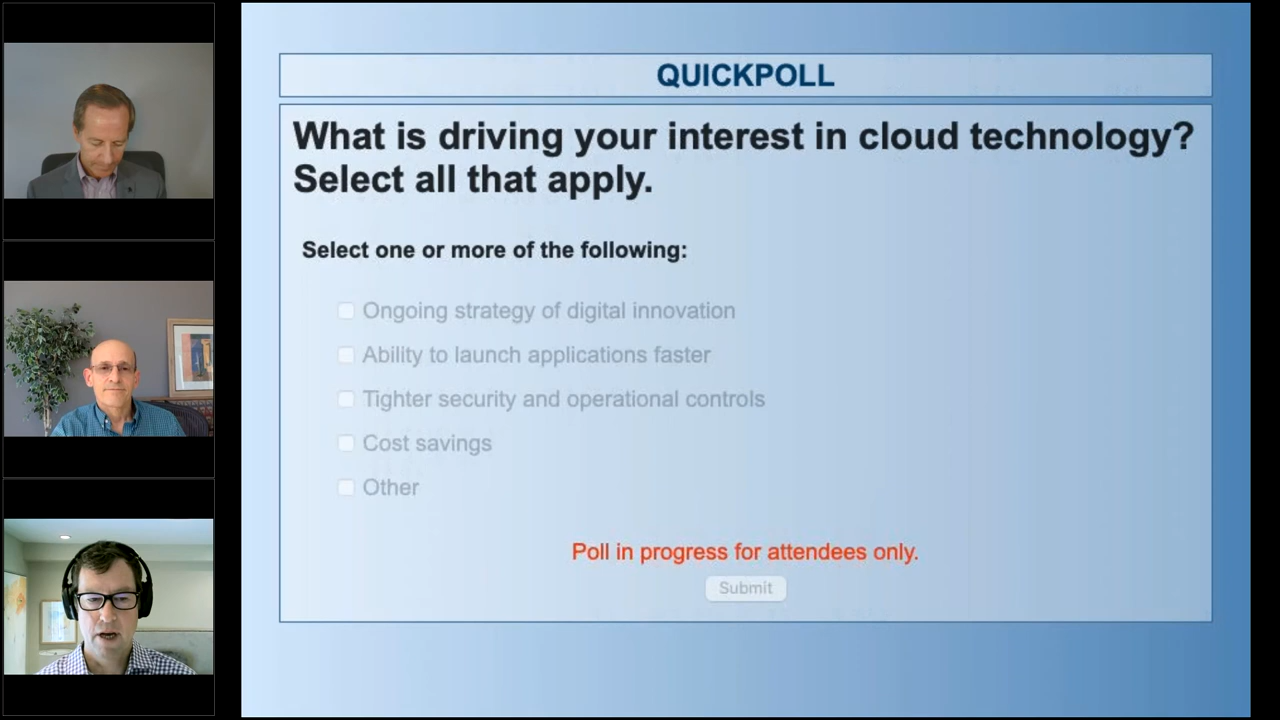 QUICKPOLL
What is driving your interest in cloud technology?
Select all that apply.
Select one or more of the following:
Ongoing strategy of digital innovation
Ability to launch applications faster
Tighter security and operational controls
Cost savings
Other
Poll in progress for attendees only.
Submit